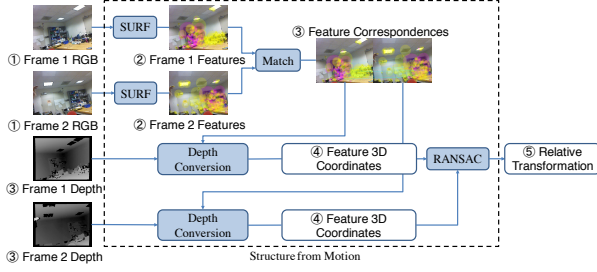 SURF
① Frame 1 RGB
② Frame 1 Features
Match
③ Feature Correspondences
SURF
① Frame 2 RGB
② Frame 2 Features
Depth
Conversion
④ Feature 3D
Coordinates
RANSAC
⑤ Relative
Transformation
③ Frame 1 Depth
Depth
Conversion
④ Feature 3D
Coordinates
③ Frame 2 Depth
Structure from Motion